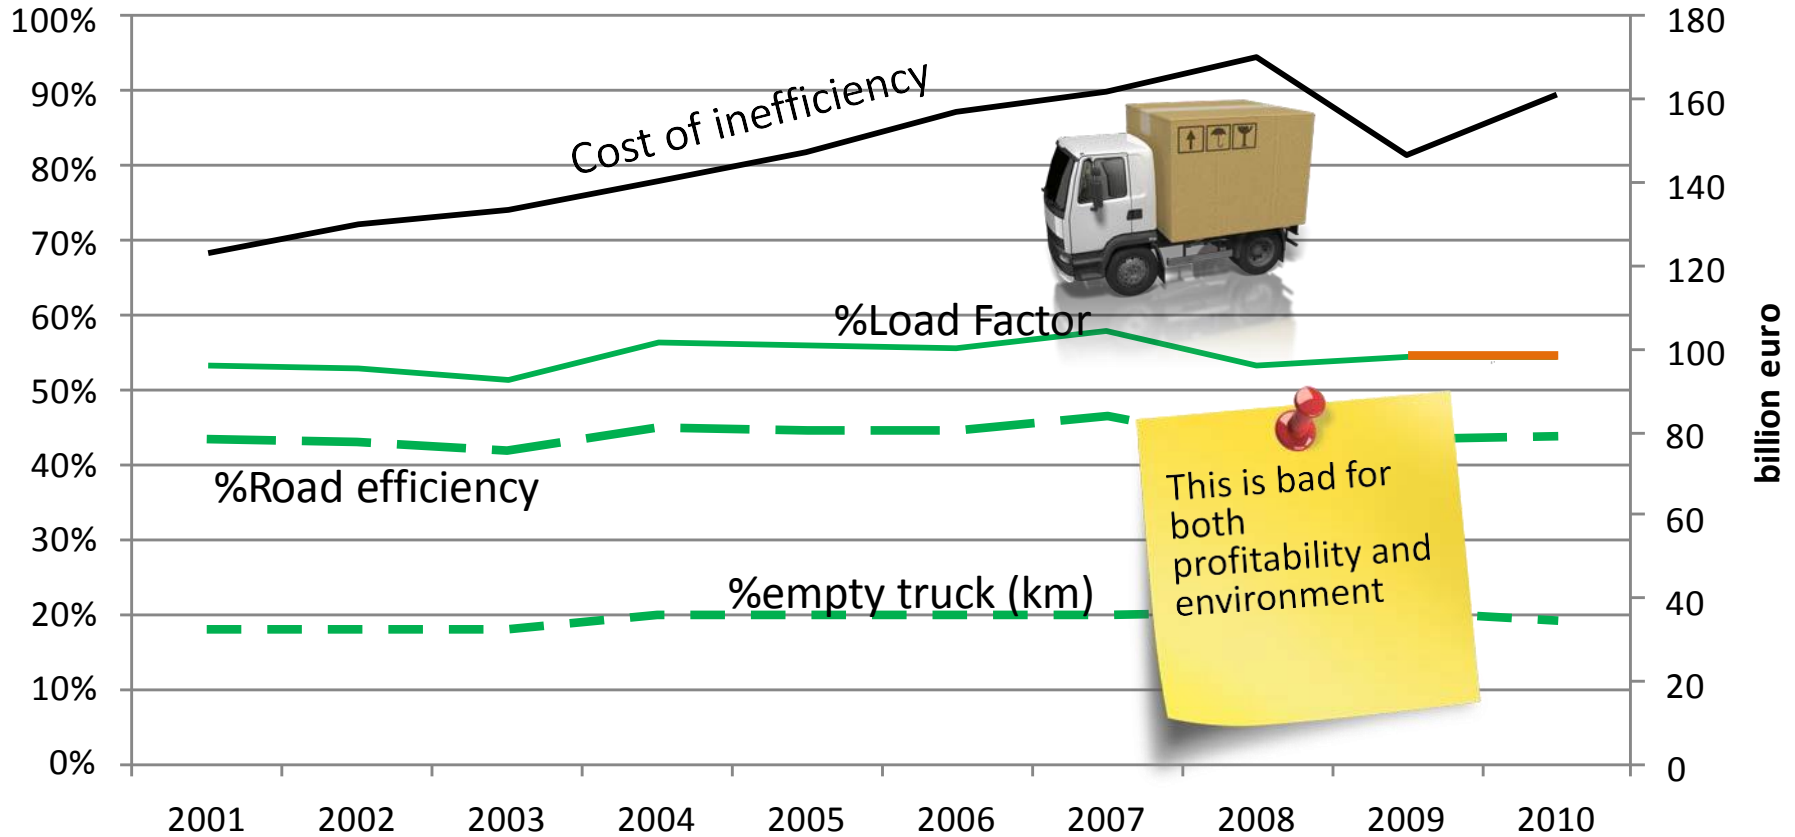 100%
90%
80%
70%
60%
50%
40%
30%
20%
10%
0%
180
160
140
120
100
80
60
40
20
0
billion euro
Cost of inefficiency
%Load Factor
%Road efficiency
%empty truck (km)
This is bad for
both
profitability and
environment
2001 2002 2003 2004 2005 2006 2007 2008 2009 2010